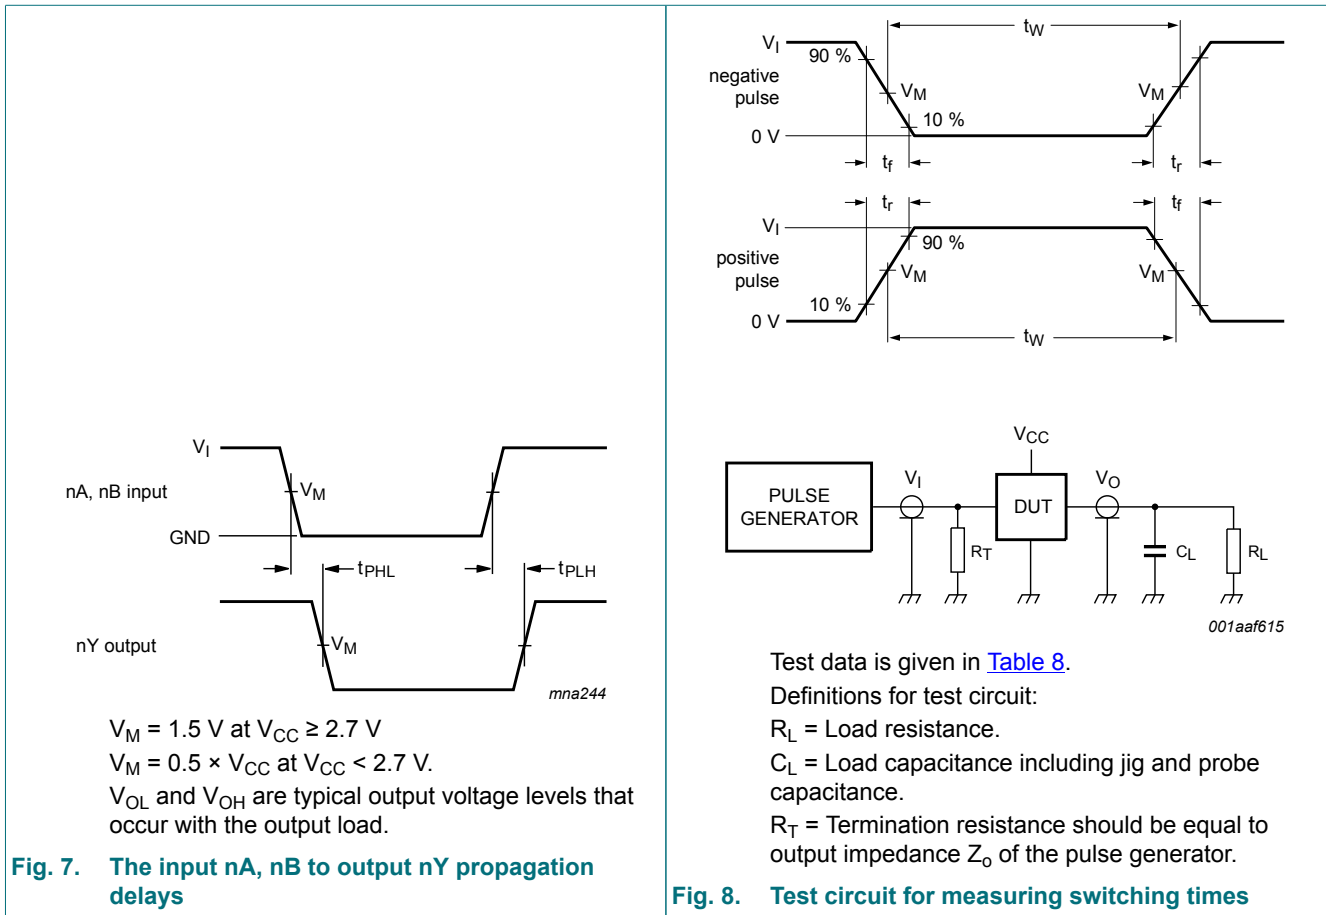 V_I
nA, nB input
V_M
GND
t_PHL
t_PLH
nY output
V_M
mna244
V_M = 1.5 V at V_CC ≥ 2.7 V
V_M = 0.5 × V_CC at V_CC < 2.7 V.
V_OL and V_OH are typical output voltage levels that
occur with the output load.
Fig. 7. The input nA, nB to output nY propagation
delays
t_W
V_I
90 %
negative
pulse
V_M
V_M
10 %
0 V
t_f
t_r
t_r
t_f
V_I
90 %
positive
pulse
V_M
V_M
10 %
0 V
t_W
V_CC
V_I
V_O
PULSE
GENERATOR
DUT
R_T
C_L
R_L
001aaf615
Test data is given in Table 8.
Definitions for test circuit:
R_L = Load resistance.
C_L = Load capacitance including jig and probe
capacitance.
R_T = Termination resistance should be equal to
output impedance Z_o of the pulse generator.
Fig. 8. Test circuit for measuring switching times